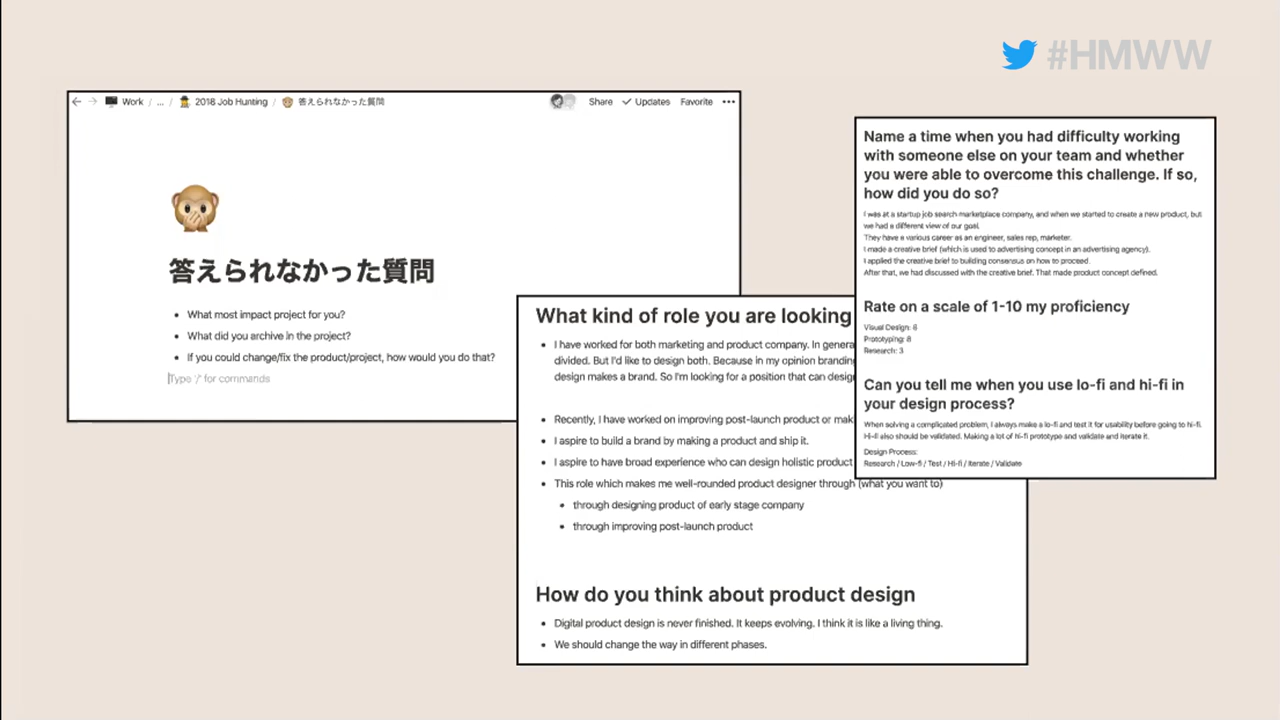 #HMWW
Work / ... / 2018 Job Hunting / 答えられなかった質問
Share Updates Favorite •••
答えられなかった質問
• What most impact project for you?
• What did you archive in the project?
• If you could change/fix the product/project, how would you do that?
Type '/' for commands
What kind of role you are looking
• I have worked for both marketing and product company. In genera
divided. But I'd like to design both. Because in my opinion branding
design makes a brand. So I'm looking for a position that can design
• Recently, I have worked on improving post-launch product or mak
• I aspire to build a brand by making a product and ship it.
• I aspire to have broad experience who can design holistic product
• This role which makes me well-rounded product designer through (what you want to)
• through designing product of early stage company
• through improving post-launch product
How do you think about product design
• Digital product design is never finished. It keeps evolving. I think it is like a living thing.
• We should change the way in different phases.
Name a time when you had difficulty working
with someone else on your team and whether
you were able to overcome this challenge. If so,
how did you do so?
I was at a startup job search marketplace company, and when we started to create a new product, but
we had a different view of our goal.
They have a various career as an engineer, sales rep, marketer.
I made a creative brief (which is used to advertising concept in an advertising agency).
I applied the creative brief to building consensus on how to proceed.
After that, we had discussed with the creative brief. That made product concept defined.
Rate on a scale of 1-10 my proficiency
Visual Design: 6
Prototyping: 8
Research: 3
Can you tell me when you use lo-fi and hi-fi in
your design process?
When solving a complicated problem, I always make a lo-fi and test it for usability before going to hi-fi.
Hi-fi also should be validated. Making a lot of hi-fi prototype and validate and iterate it.
Design Process:
Research / Low-fi / Test / Hi-fi / Iterate / Validate